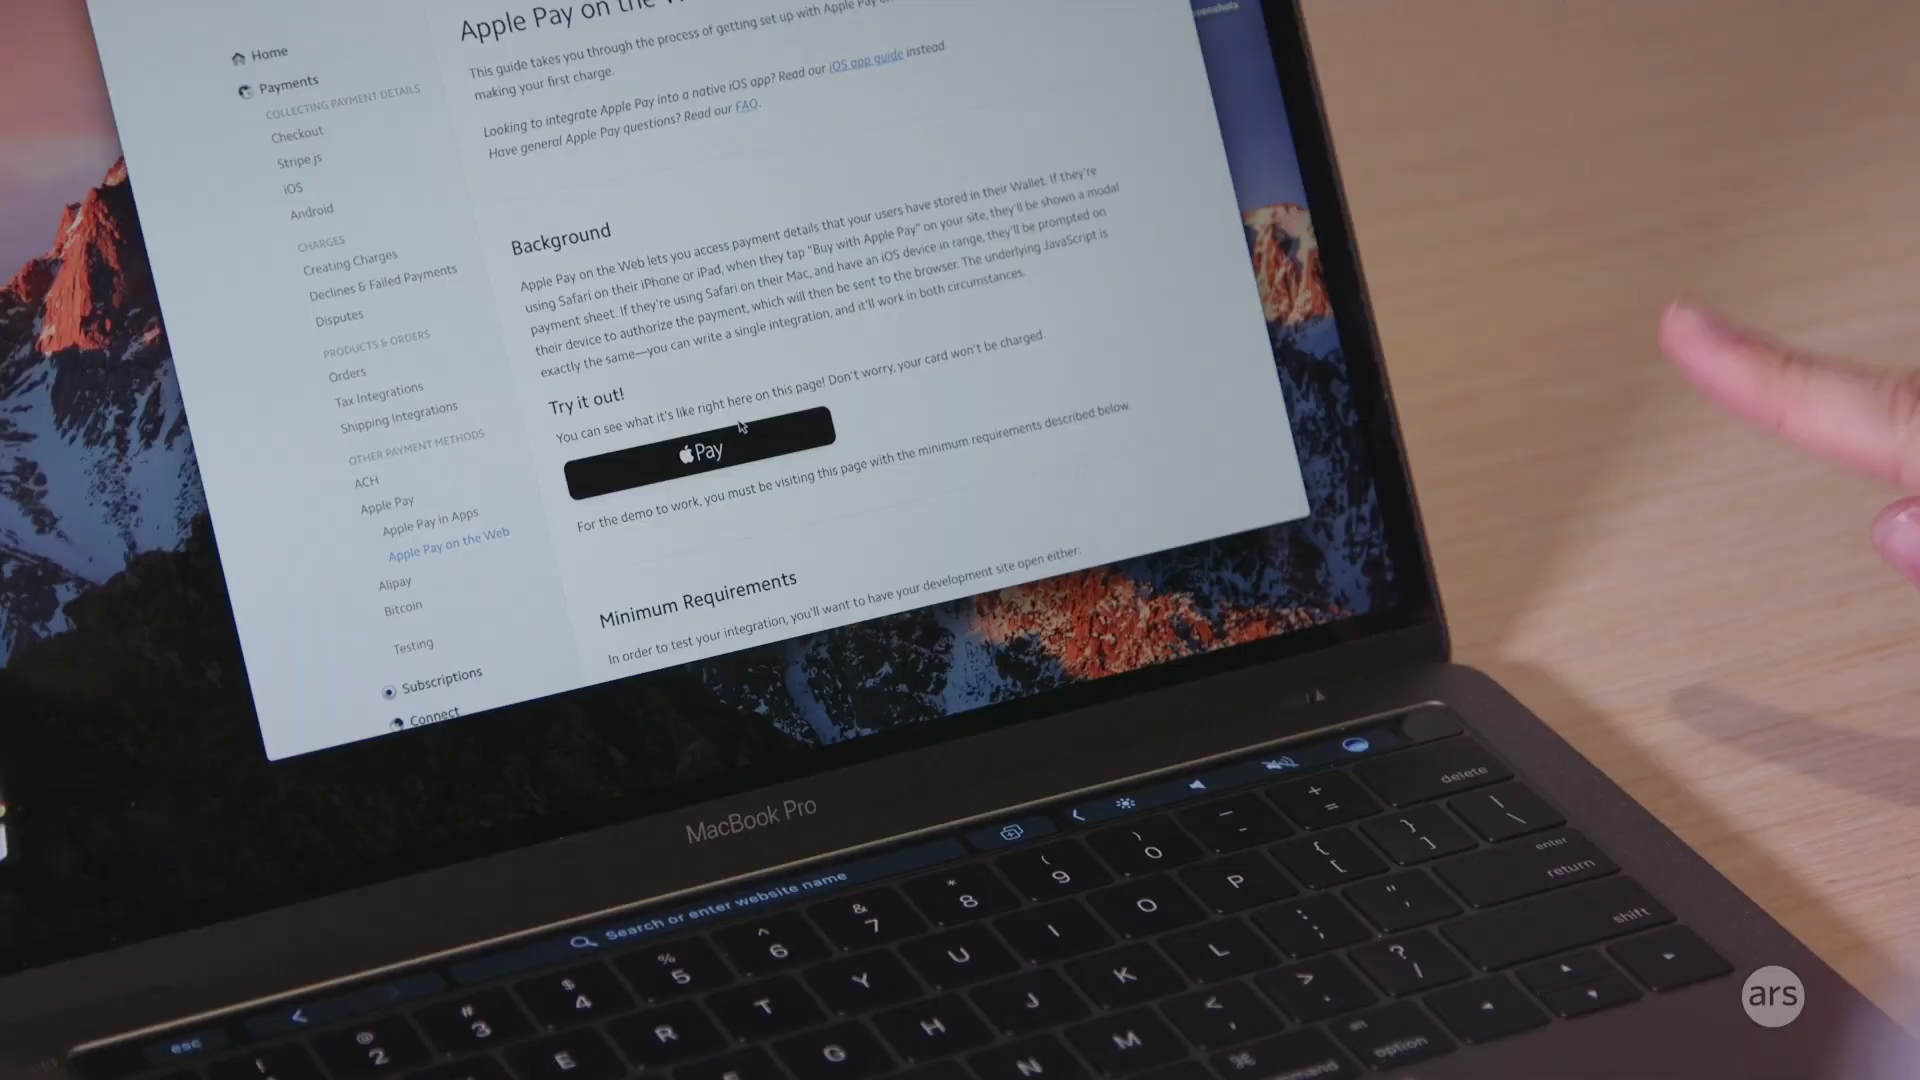 Apple Pay on the
This guide takes you through the process of getting set up with Apple Pay
making your first charge.
Looking to integrate Apple Pay into a native iOS app? Read our iOS app guide instead.
Have general Apple Pay questions? Read our FAQ.
Home
Payments
COLLECTING PAYMENT DETAILS
Checkout
Stripe.js
iOS
Android
CHARGES
Creating Charges
Declines & Failed Payments
Disputes
PRODUCTS & ORDERS
Orders
Tax Integrations
Shipping Integrations
OTHER PAYMENT METHODS
ACH
Apple Pay
Apple Pay in Apps
Apple Pay on the Web
Alipay
Bitcoin
Testing
Subscriptions
Connect
Background
Apple Pay on the Web lets you access payment details that your users have stored in their Wallet. If they're
using Safari on their iPhone or iPad, when they tap "Buy with Apple Pay" on your site, they'll be shown a modal
payment sheet. If they're using Safari on their Mac, and have an iOS device in range, they'll be prompted on
their device to authorize the payment, which will then be sent to the browser. The underlying JavaScript is
exactly the same—you can write a single integration, and it'll work in both circumstances.
Try it out!
You can see what it's like right here on this page! Don't worry, your card won't be charged.
Pay
For the demo to work, you must be visiting this page with the minimum requirements described below.
Minimum Requirements
In order to test your integration, you'll want to have your development site open either:
MacBook Pro
esc
Search or enter website name
@ 2 # 3 $ 4 % 5 ^ 6 & 7 * 8 ( 9 ) 0 _ - + = delete
E R T Y U I O P { [ } ] | \
G H J K L : ; " ' enter return
N M < , > . ? / shift
⌘ alt option
ars